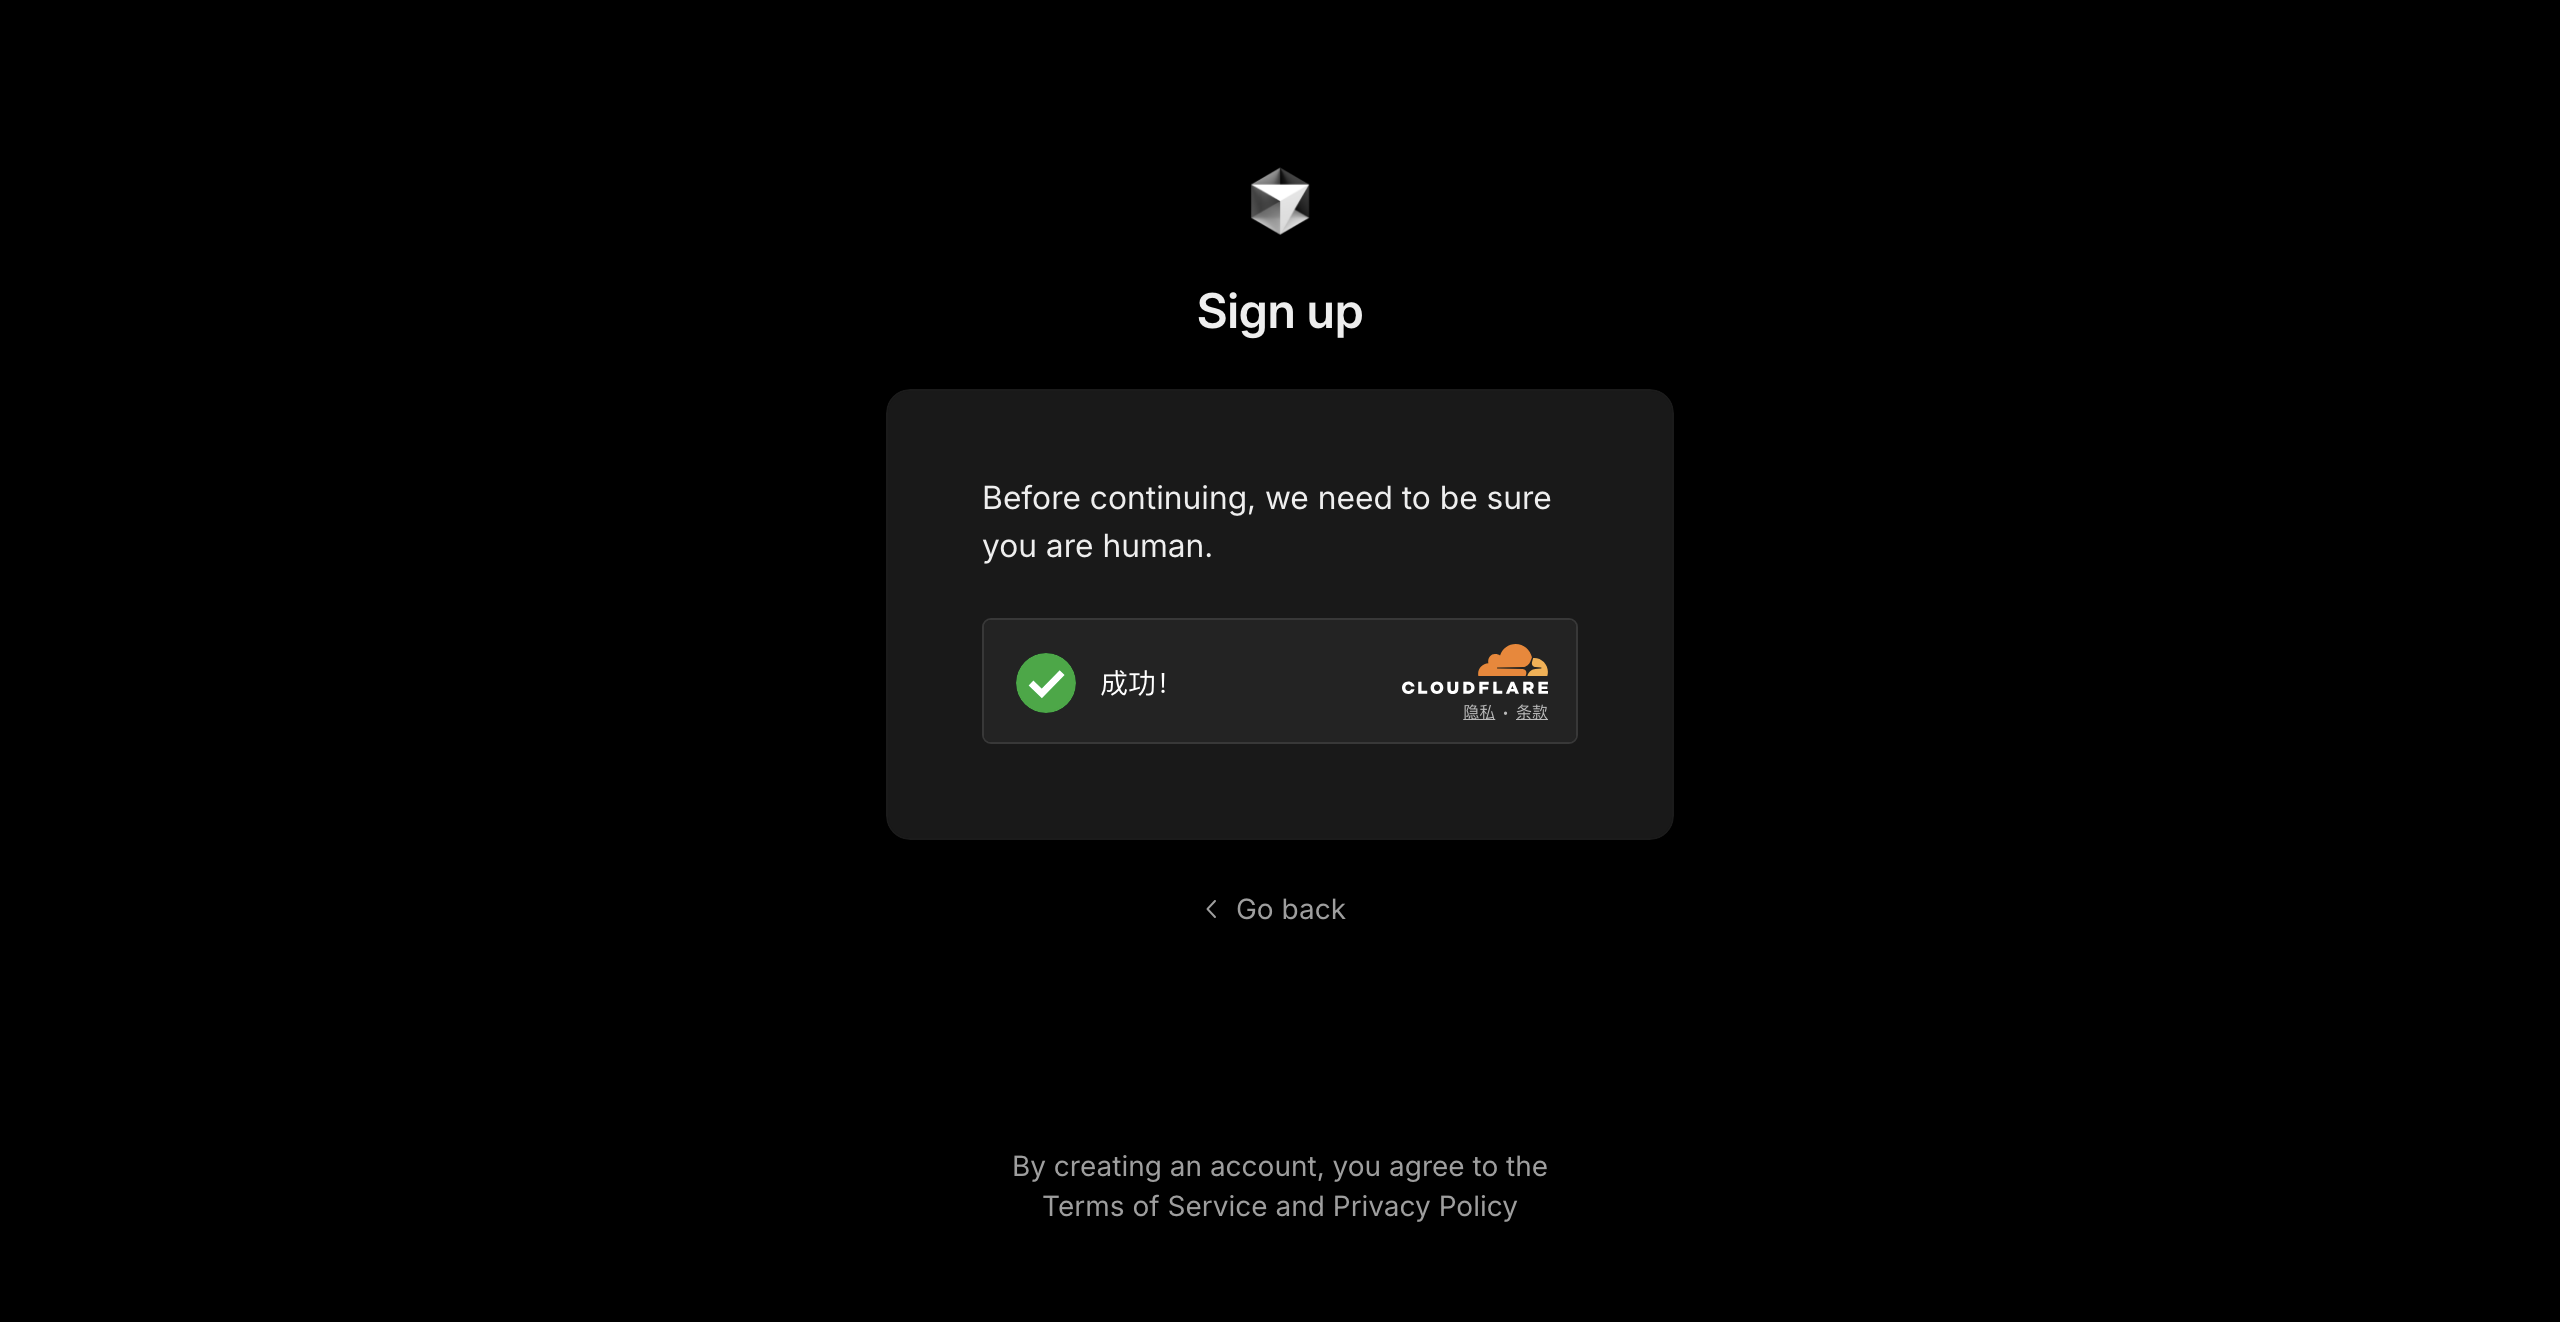 Sign up
Before continuing, we need to be sure
you are human.
成功！
CLOUDFLARE
隐私 • 条款
Go back
By creating an account, you agree to the
Terms of Service and Privacy Policy